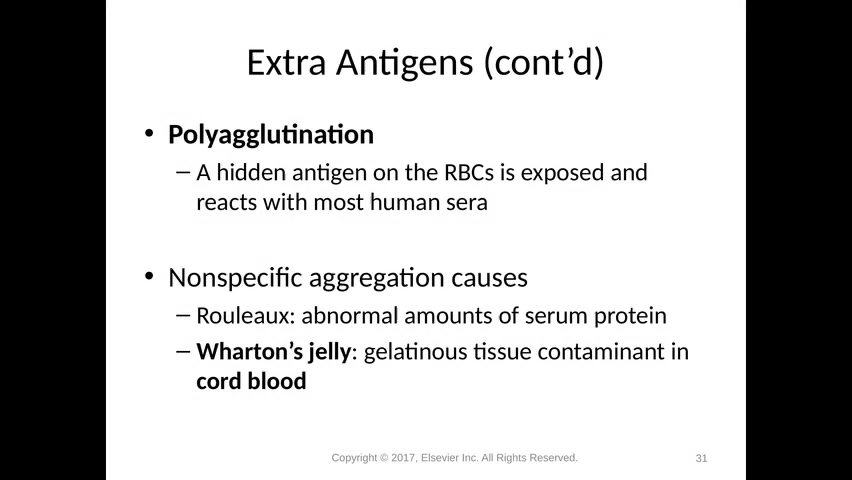 Extra Antigens (cont’d)
• Polyagglutination
– A hidden antigen on the RBCs is exposed and
reacts with most human sera
• Nonspecific aggregation causes
– Rouleaux: abnormal amounts of serum protein
– Wharton’s jelly: gelatinous tissue contaminant in
cord blood
Copyright © 2017, Elsevier Inc. All Rights Reserved.
31